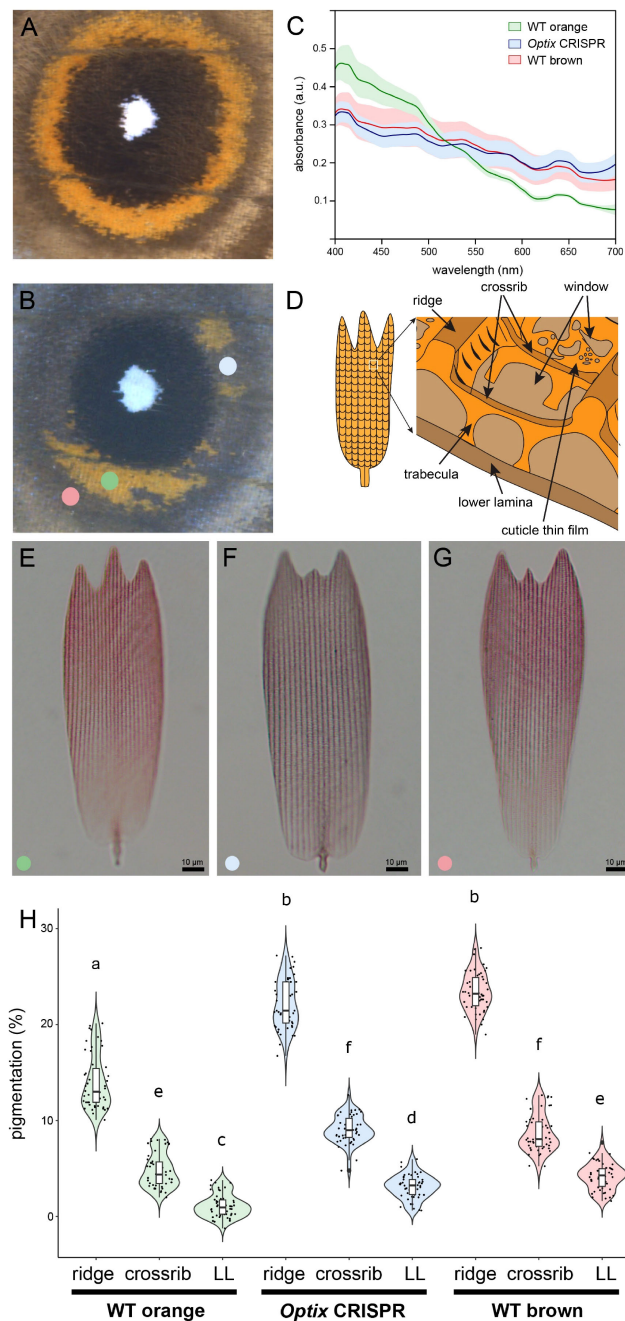 A
B
C
0.5
0.4
0.3
0.2
0.1
absorbance (a.u.)
WT orange
Optix CRISPR
WT brown
400 450 500 550 600 650 700
wavelength (nm)
D
crossrib
ridge
window
trabecula
lower lamina
cuticle thin film
E
10 µm
F
10 µm
G
10 µm
H
pigmentation (%)
30
20
10
0
a
e
c
b
f
d
b
f
e
ridge crossrib LL ridge crossrib LL ridge crossrib LL
WT orange Optix CRISPR WT brown